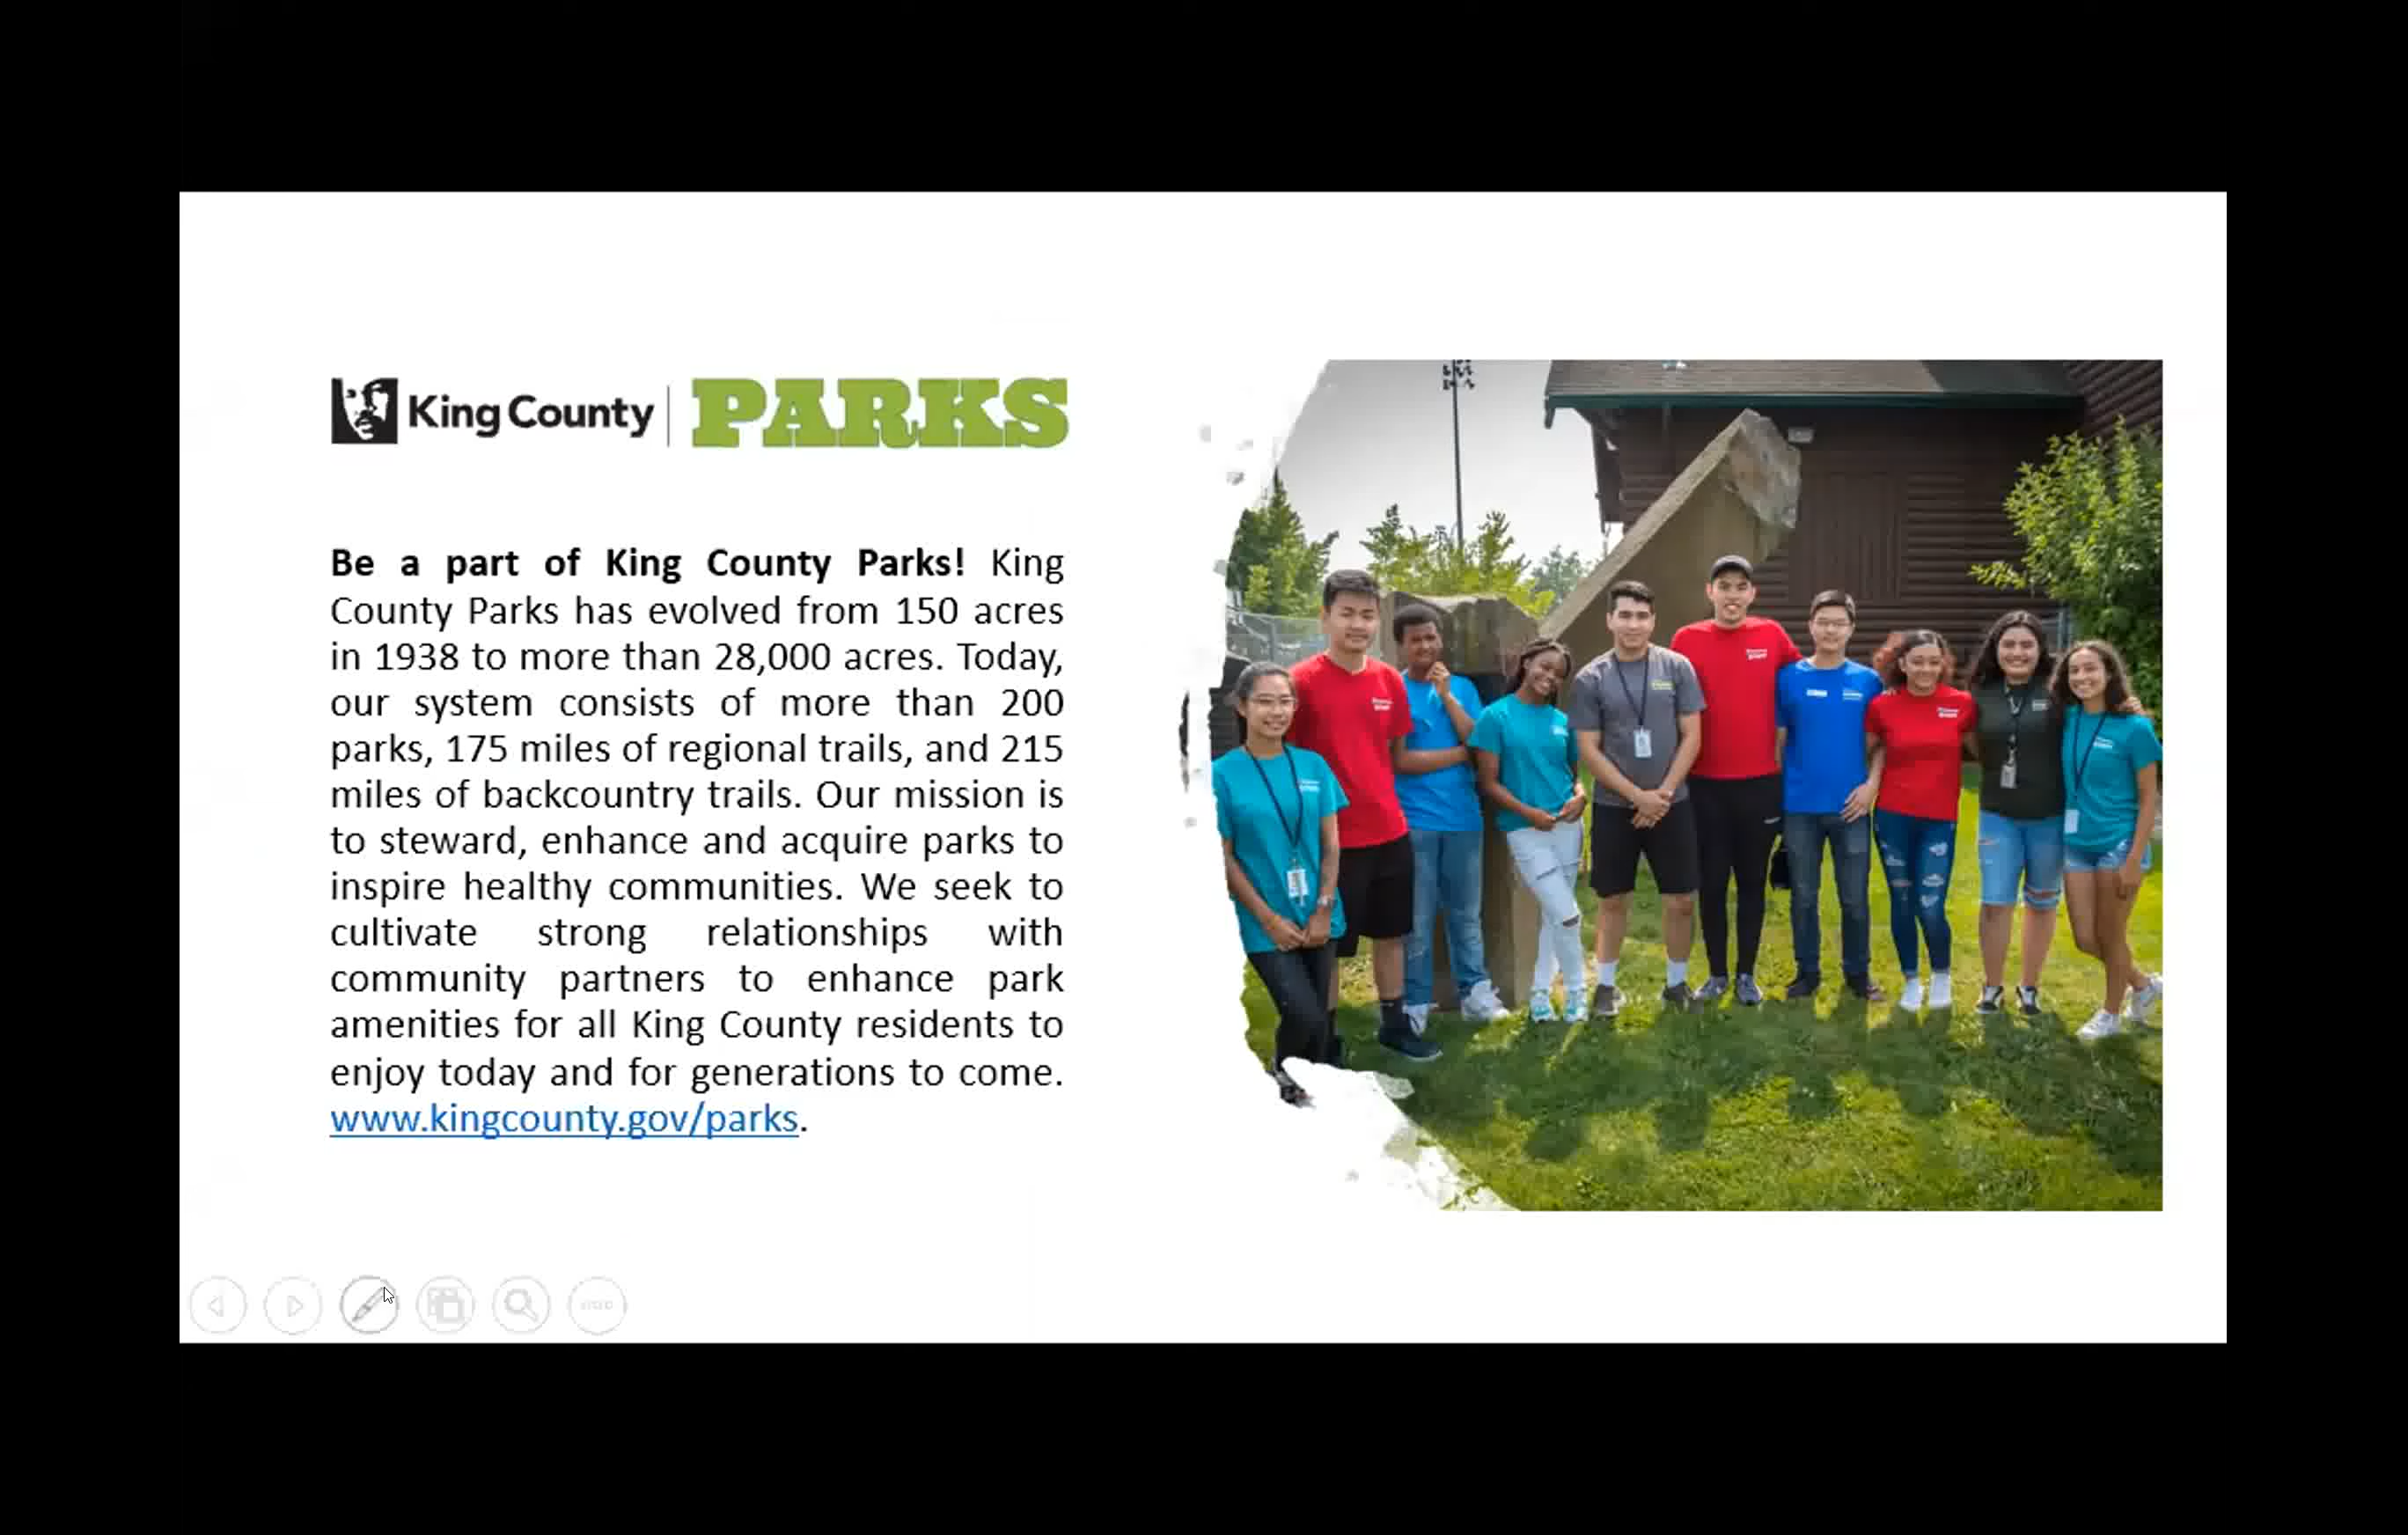 King County | PARKS
Be a part of King County Parks! King
County Parks has evolved from 150 acres
in 1938 to more than 28,000 acres. Today,
our system consists of more than 200
parks, 175 miles of regional trails, and 215
miles of backcountry trails. Our mission is
to steward, enhance and acquire parks to
inspire healthy communities. We seek to
cultivate strong relationships with
community partners to enhance park
amenities for all King County residents to
enjoy today and for generations to come.
www.kingcounty.gov/parks.